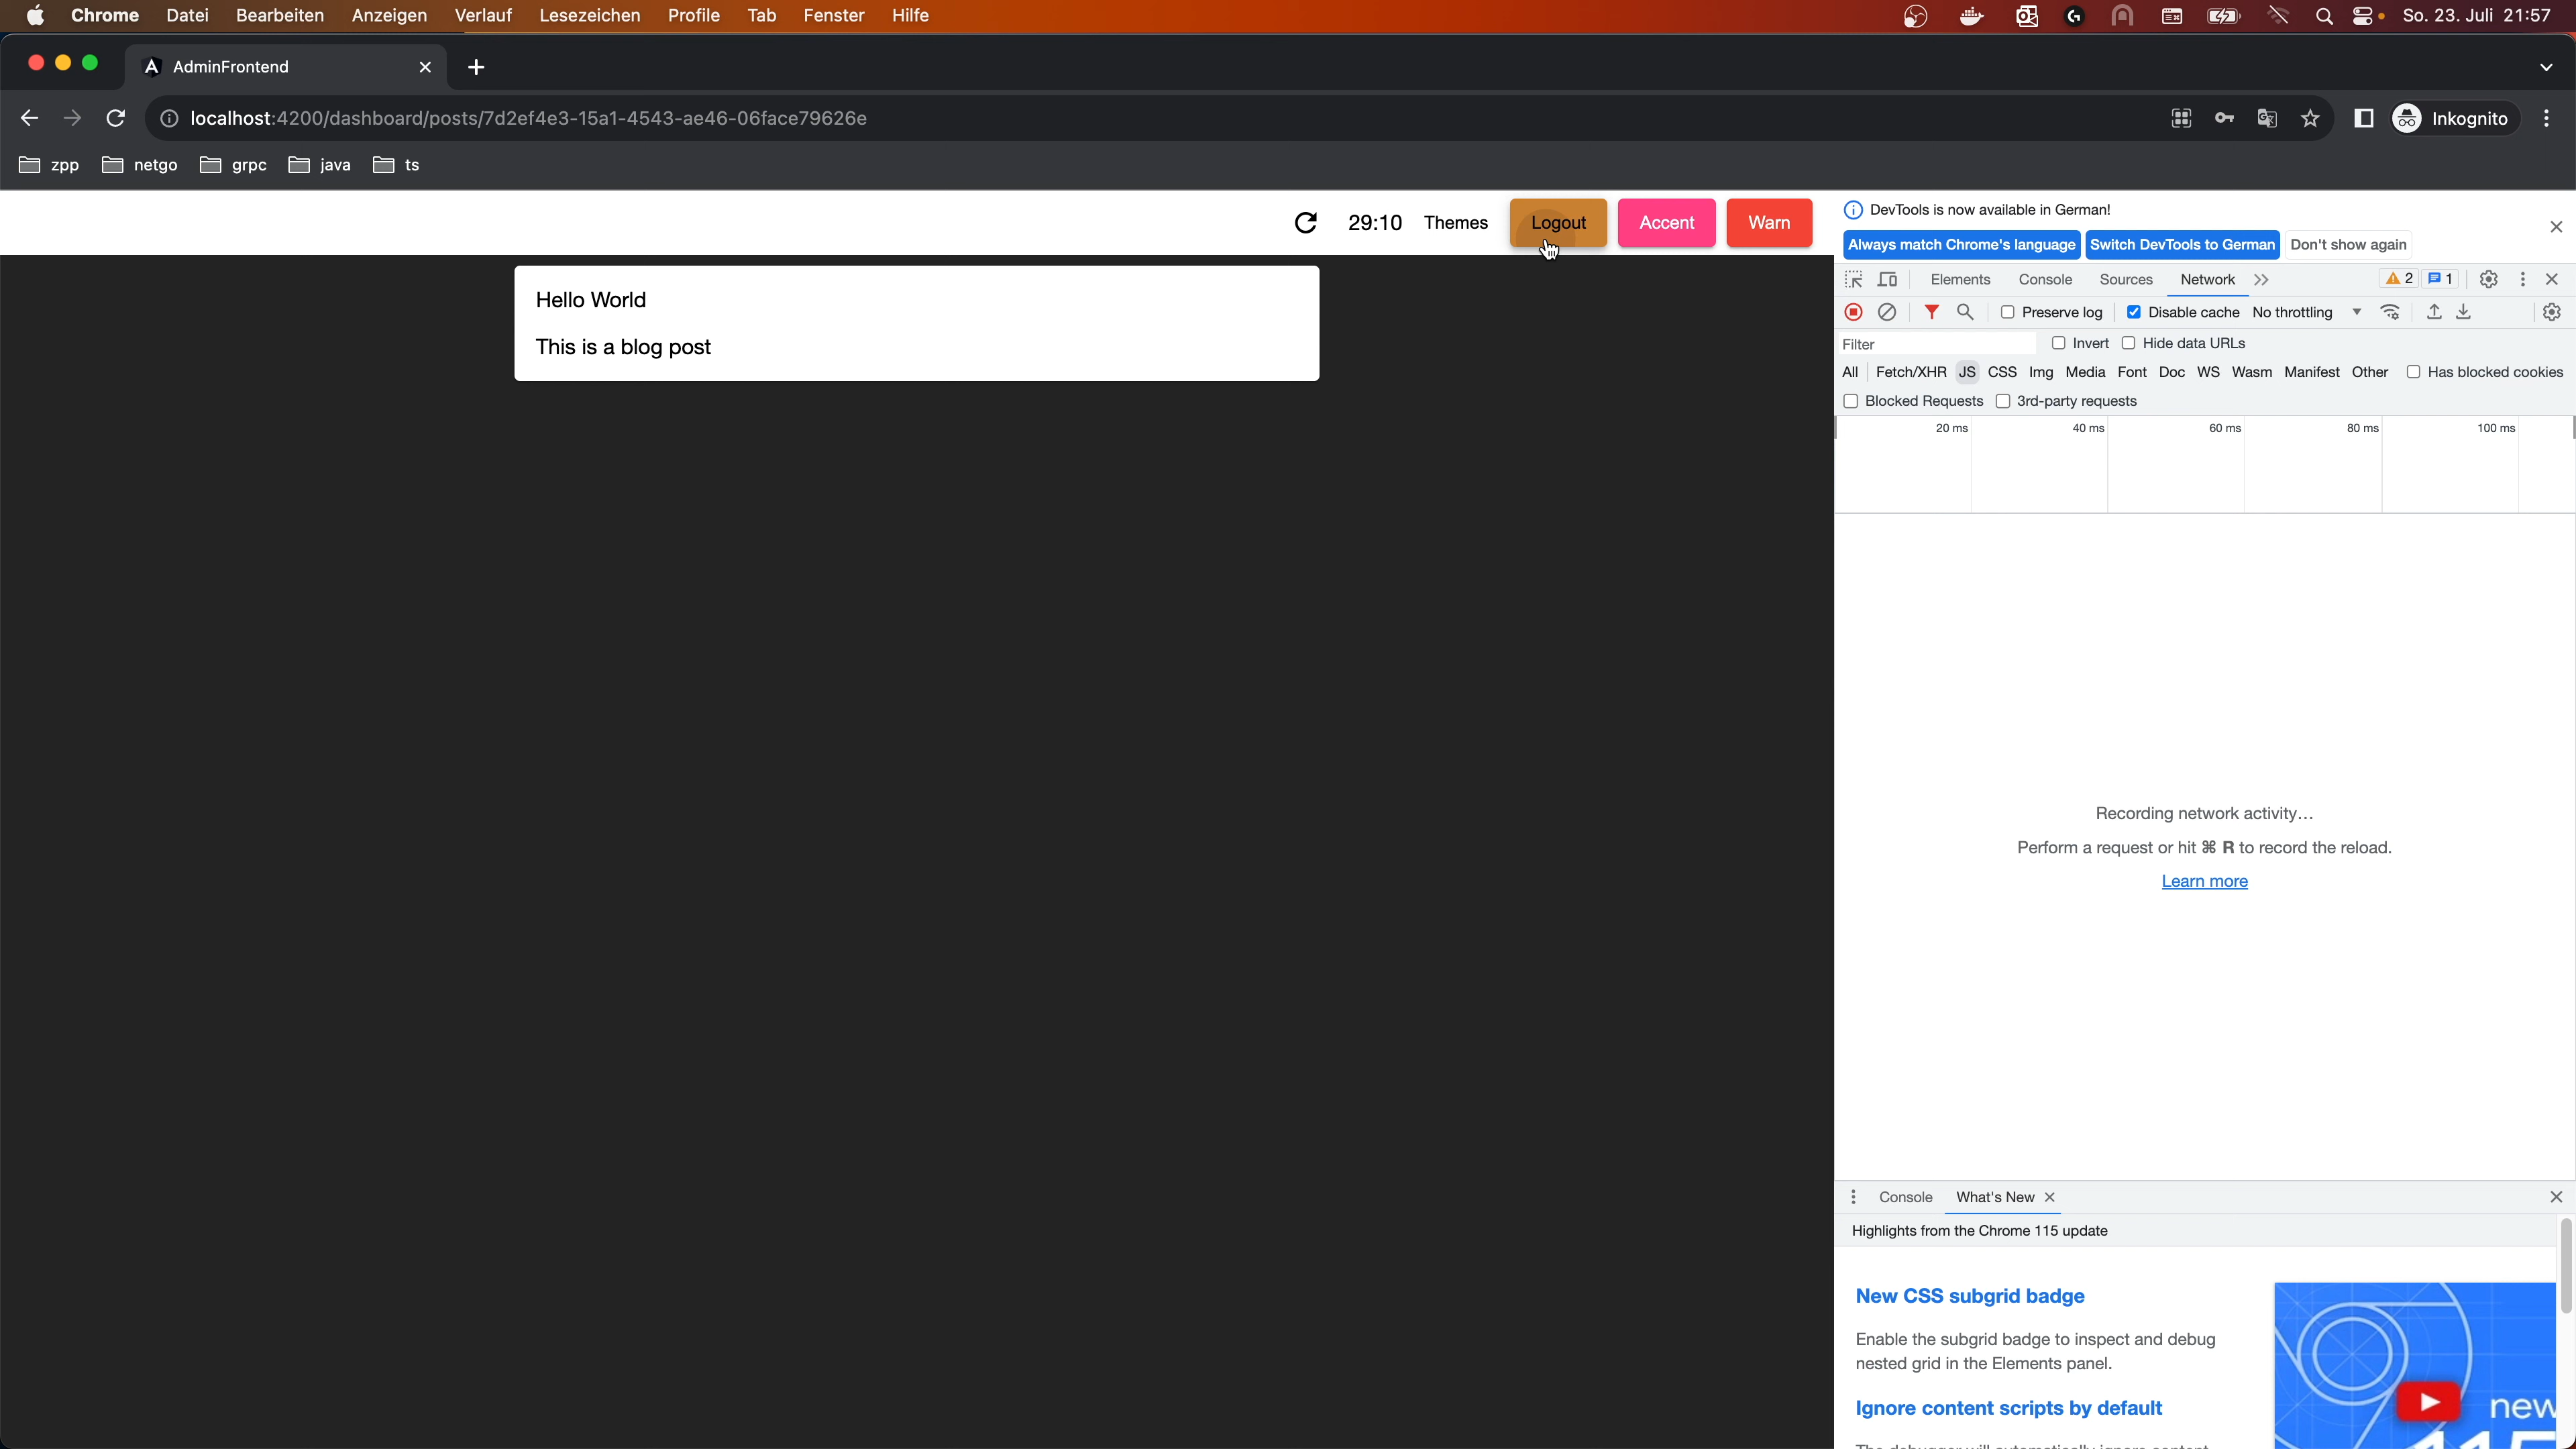 Chrome Datei Bearbeiten Anzeigen Verlauf Lesezeichen Profile Tab Fenster Hilfe So. 23. Juli 21:57
AdminFrontend
localhost:4200/dashboard/posts/7d2ef4e3-15a1-4543-ae46-06face79626e Inkognito
zpp netgo grpc java ts
29:10 Themes Logout Accent Warn
Hello World
This is a blog post
DevTools is now available in German!
Always match Chrome's language Switch DevTools to German Don't show again
Elements Console Sources Network 2 1
Preserve log Disable cache No throttling
Filter Invert Hide data URLs
All Fetch/XHR JS CSS Img Media Font Doc WS Wasm Manifest Other Has blocked cookies
Blocked Requests 3rd-party requests
20 ms 40 ms 60 ms 80 ms 100 ms
Recording network activity…
Perform a request or hit ⌘ R to record the reload.
Learn more
Console What's New
Highlights from the Chrome 115 update
New CSS subgrid badge
Enable the subgrid badge to inspect and debug
nested grid in the Elements panel.
Ignore content scripts by default
new